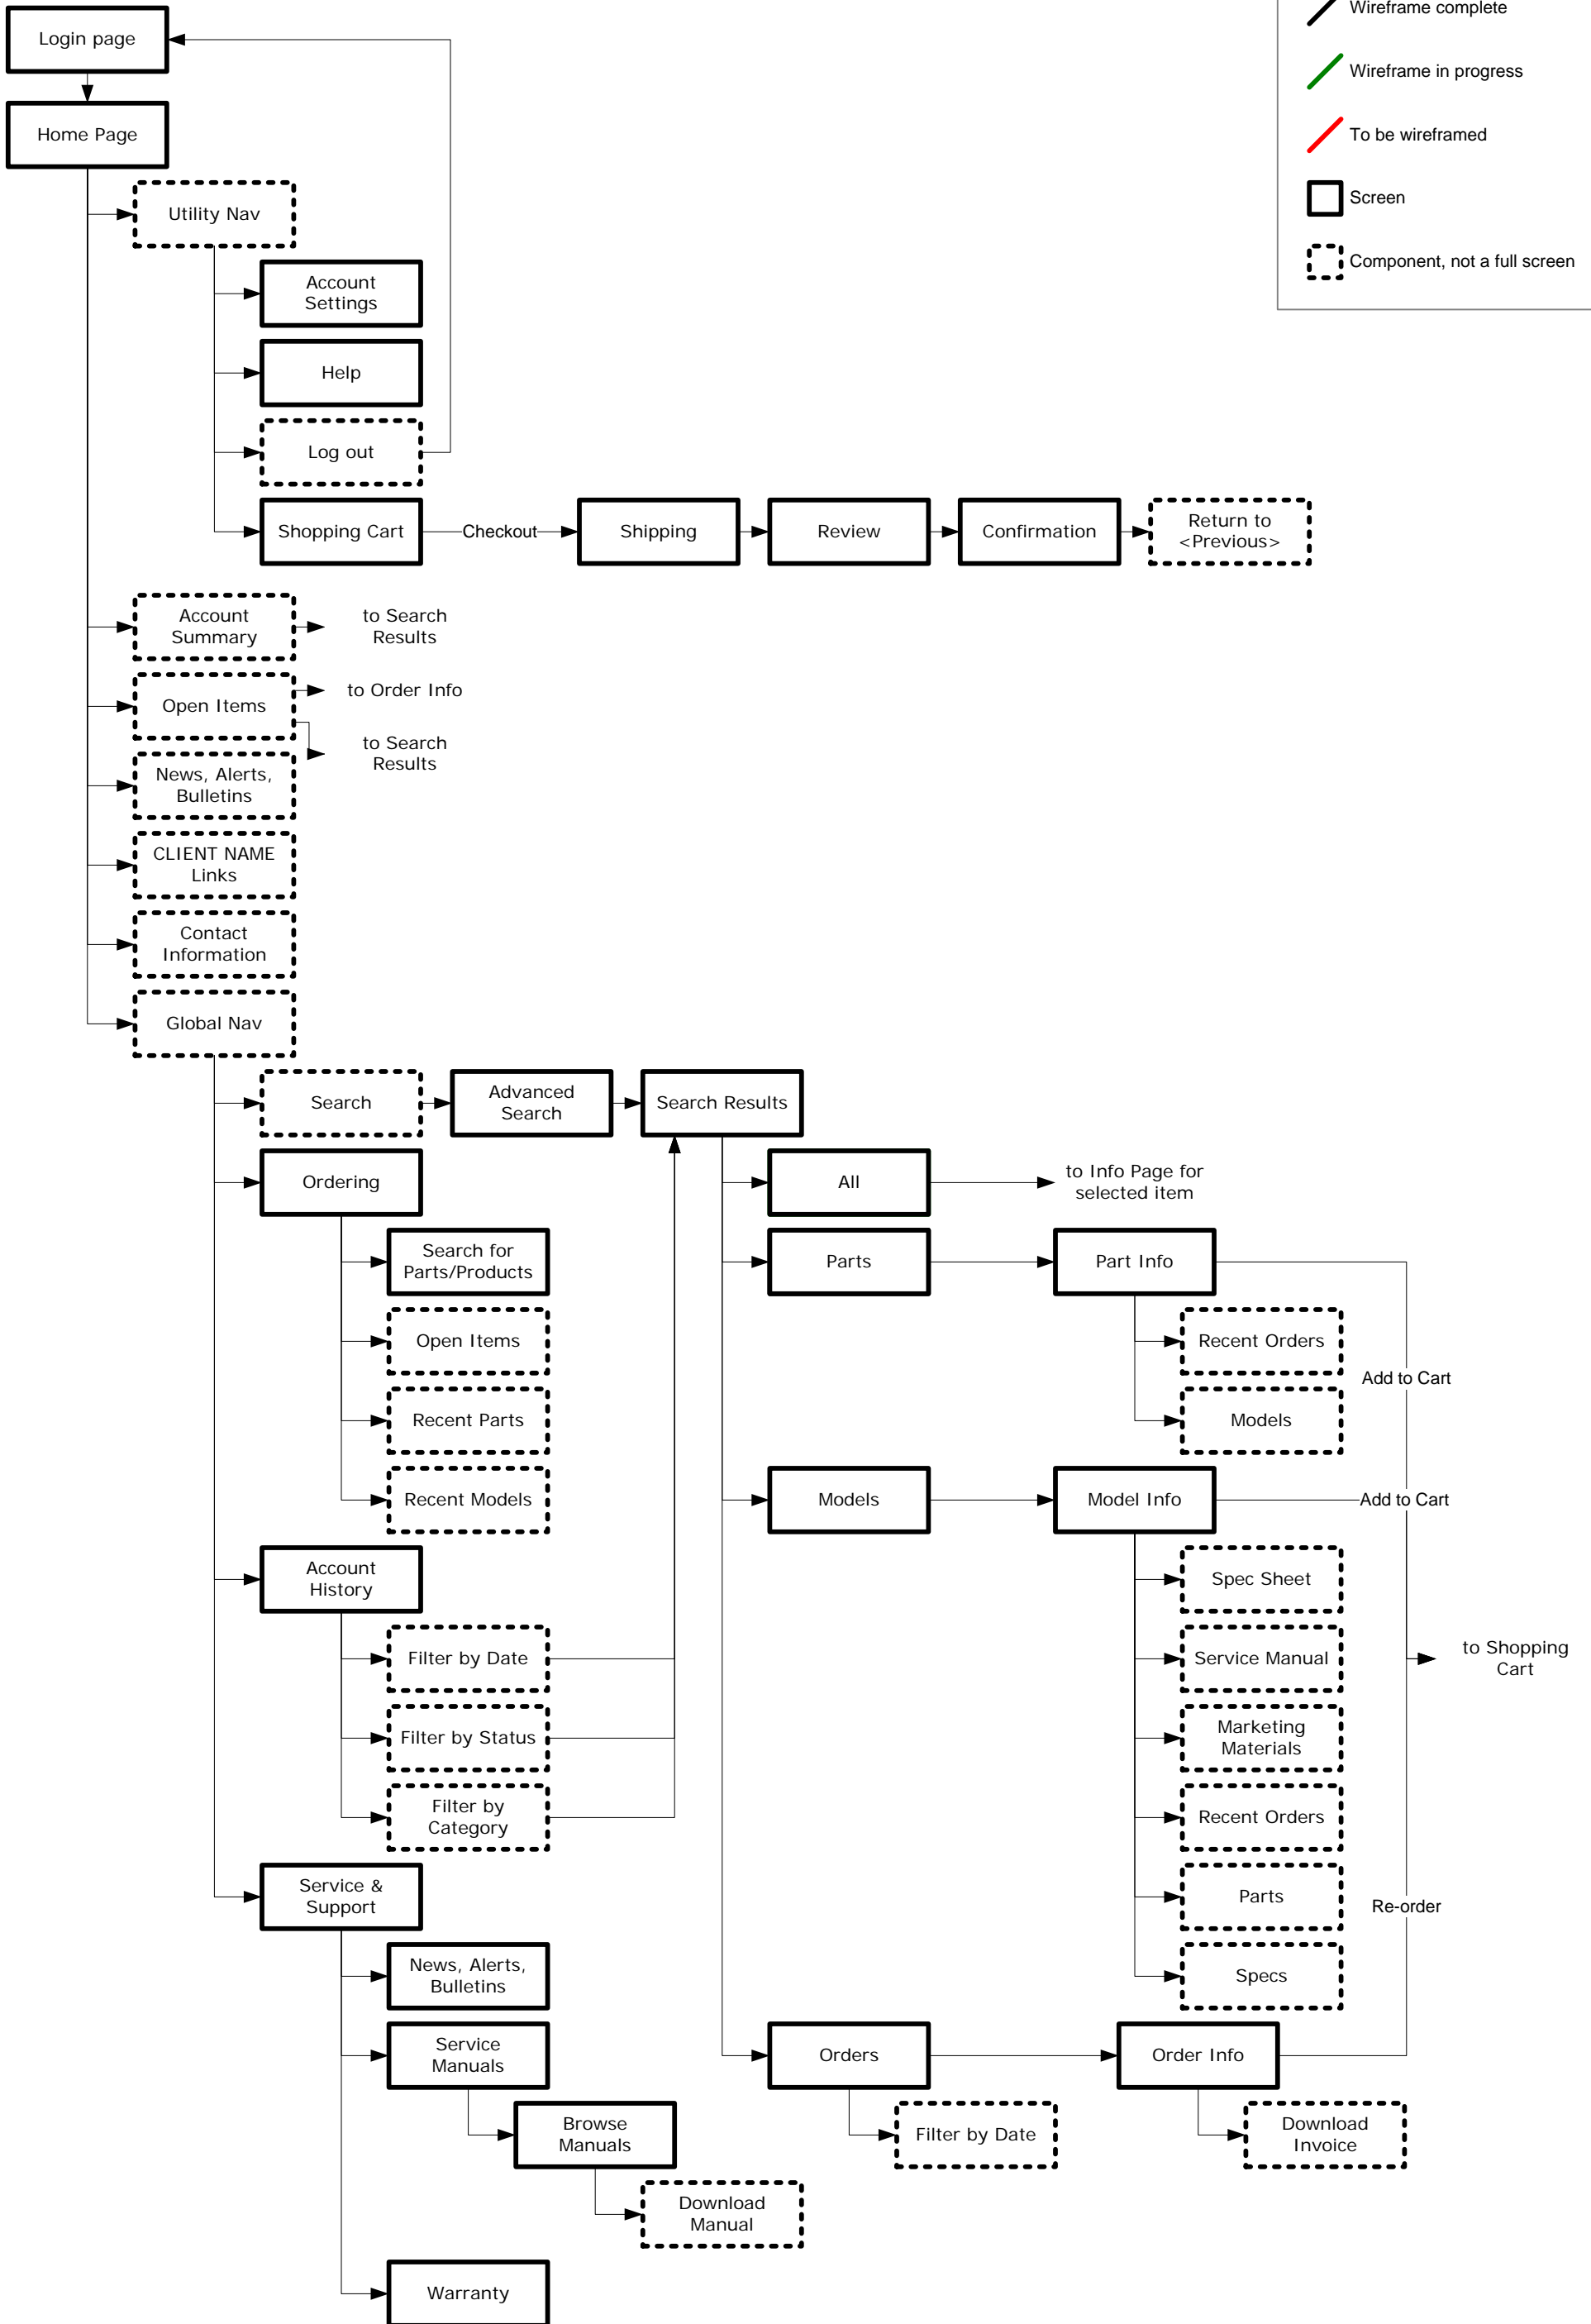 Wireframe complete
Login page
Wireframe in progress
Home Page
To be wireframed
Screen
Utility Nav
Component, not a full screen
Account
Settings
Help
Log out
Shopping Cart
Checkout
Shipping
Review
Confirmation
Return to
<Previous>
Account
Summary
to Search
Results
Open Items
to Order Info
to Search
Results
News, Alerts,
Bulletins
CLIENT NAME
Links
Contact
Information
Global Nav
Search
Advanced
Search
Search Results
Ordering
All
to Info Page for
selected item
Search for
Parts/Products
Parts
Part Info
Open Items
Recent Orders
Add to Cart
Recent Parts
Models
Recent Models
Models
Model Info
Add to Cart
Account
History
Spec Sheet
Filter by Date
Service Manual
to Shopping
Cart
Filter by Status
Marketing
Materials
Filter by
Category
Recent Orders
Service &
Support
Parts
Re-order
News, Alerts,
Bulletins
Specs
Service
Manuals
Orders
Order Info
Browse
Manuals
Filter by Date
Download
Invoice
Download
Manual
Warranty